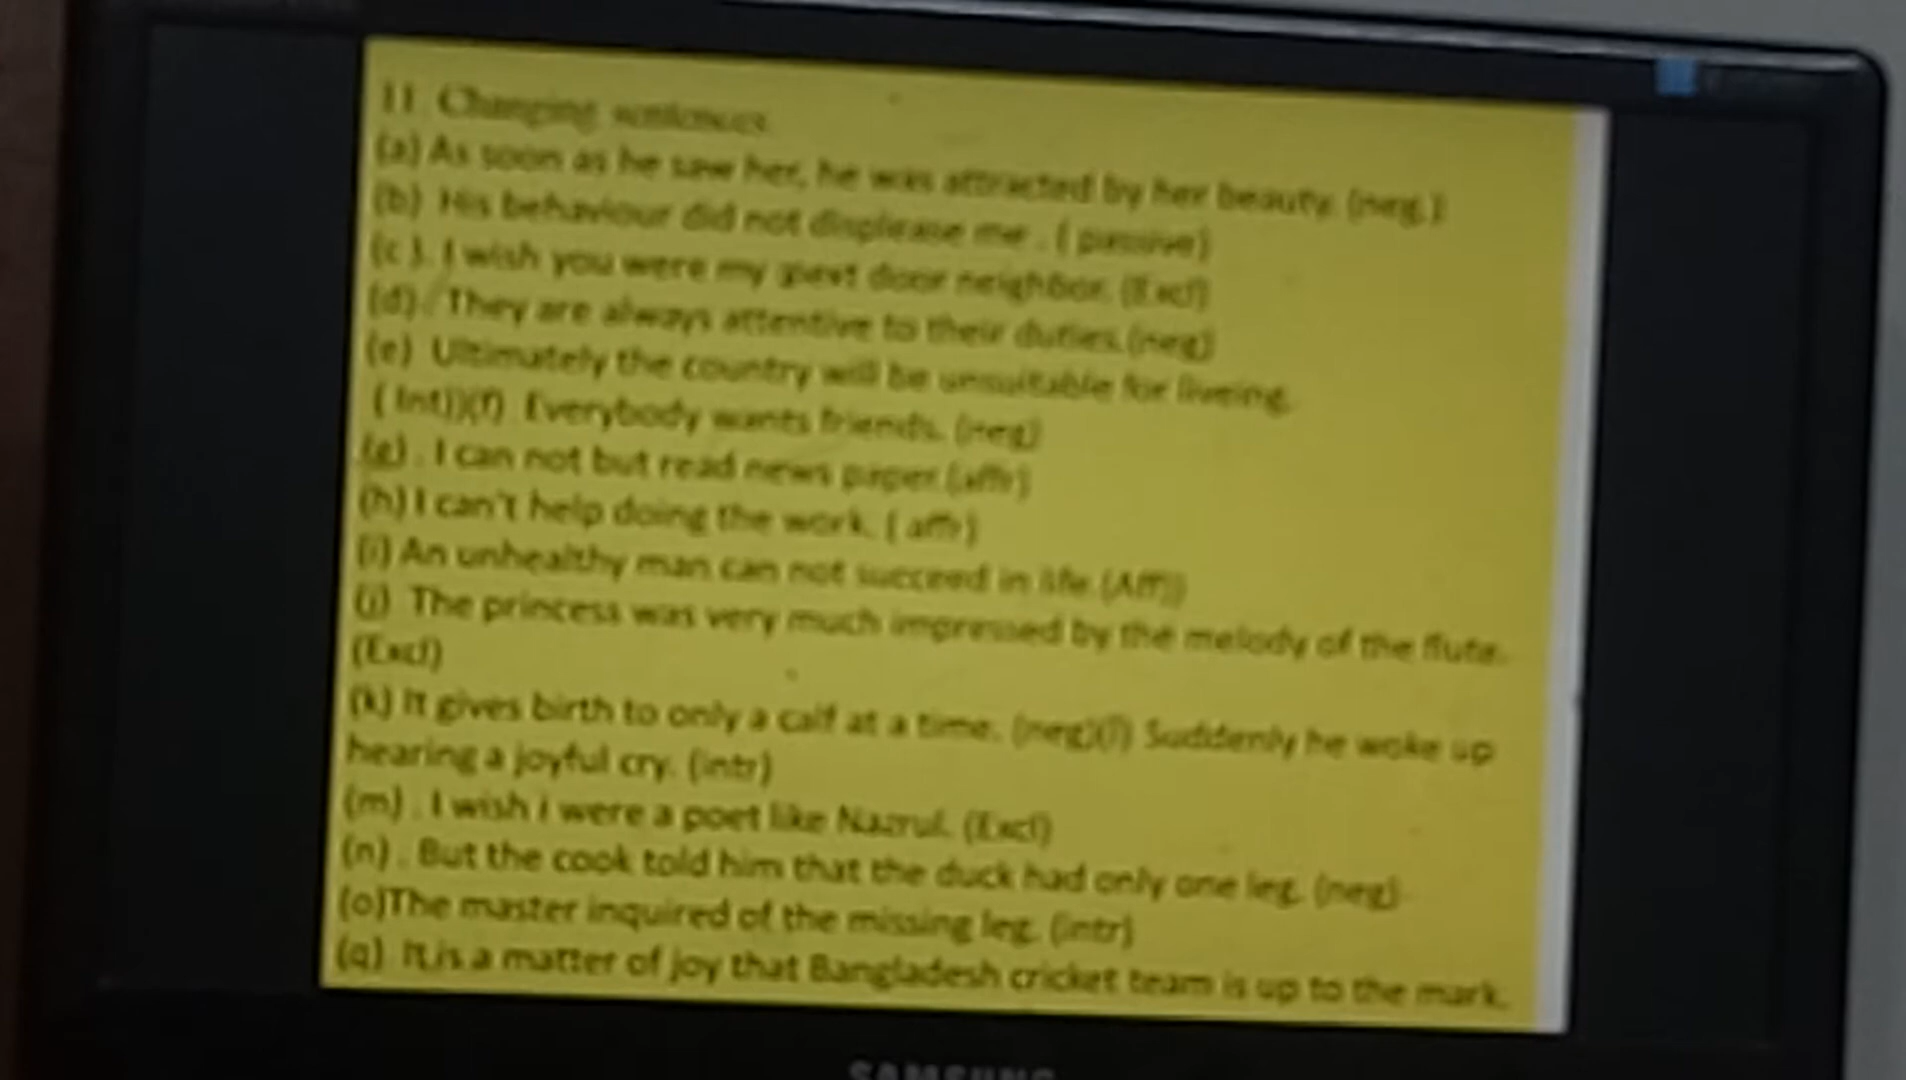 11 Changing sentences
(a) As soon as he saw her, he was attracted by her beauty. (neg.)
(b) His behaviour did not displease me . ( passive)
(c ). I wish you were my next door neighbor. (Excl)
(d). They are always attentive to their duties.(neg)
(e) Ultimately the country will be unsuitable for liveing.
( Int))(f) Everybody wants friends. (neg)
(g) . I can not but read news paper.(affr)
(h) I can't help doing the work. ( affr)
(i) An unhealthy man can not succeed in life.(Aff))
(j) The princess was very much impressed by the melody of the flute.
(Excl)
(k) It gives birth to only a calf at a time. (neg)(l) Suddenly he woke up
hearing a joyful cry. (intr)
(m) . I wish I were a poet like Nazrul. (Excl)
(n) . But the cook told him that the duck had only one leg. (neg)
(o)The master inquired of the missing leg. (intr)
(q) It is a matter of joy that Bangladesh cricket team is up to the mark.
SAMSUNG